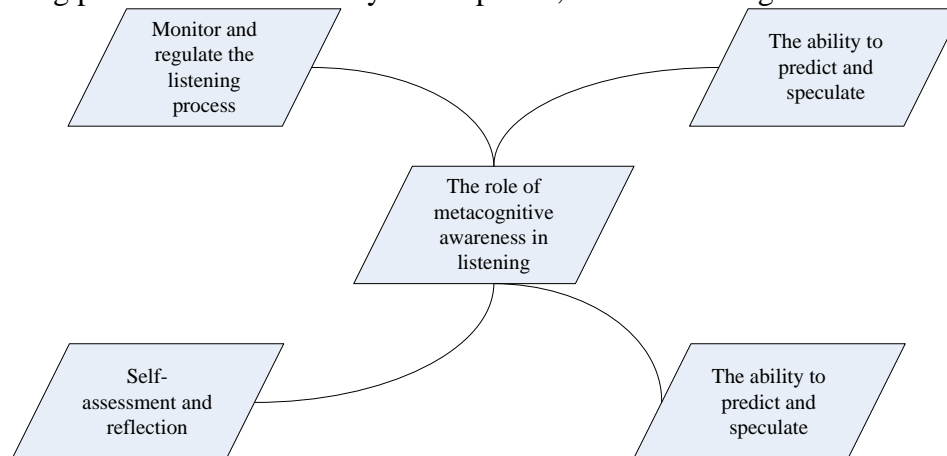 Monitor and
regulate the
listening
process
The ability to
predict and
speculate
The role of
metacognitive
awareness in
listening
Self-
assessment and
reflection
The ability to
predict and
speculate